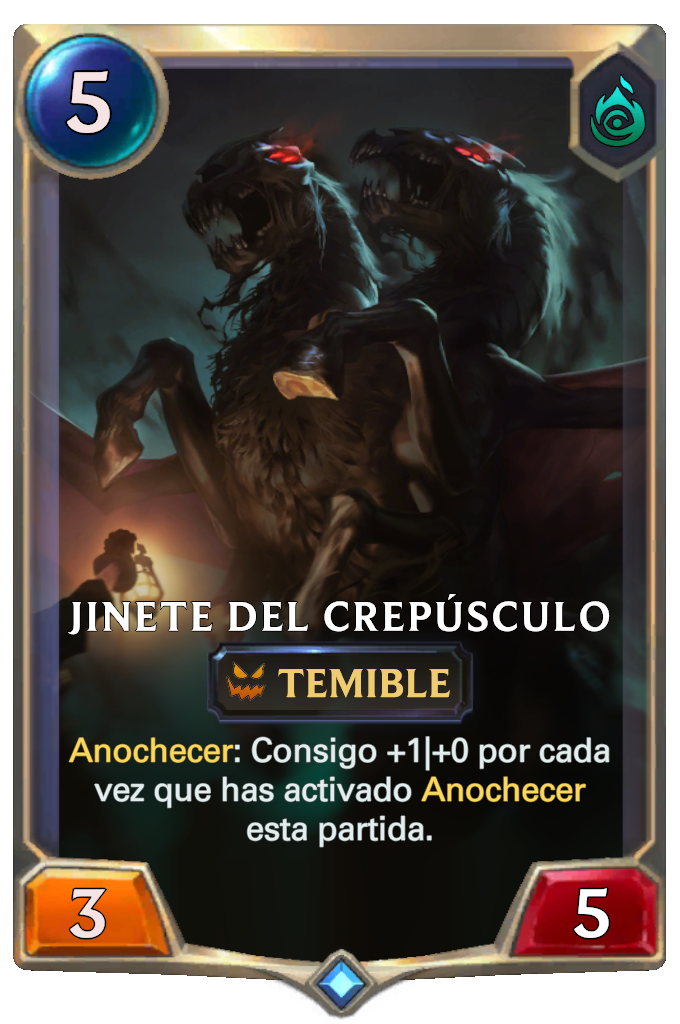 5
JINETE DEL CREPÚSCULO
TEMIBLE
Anochecer: Consigo +1|+0 por cada
vez que has activado Anochecer
esta partida.
3
5